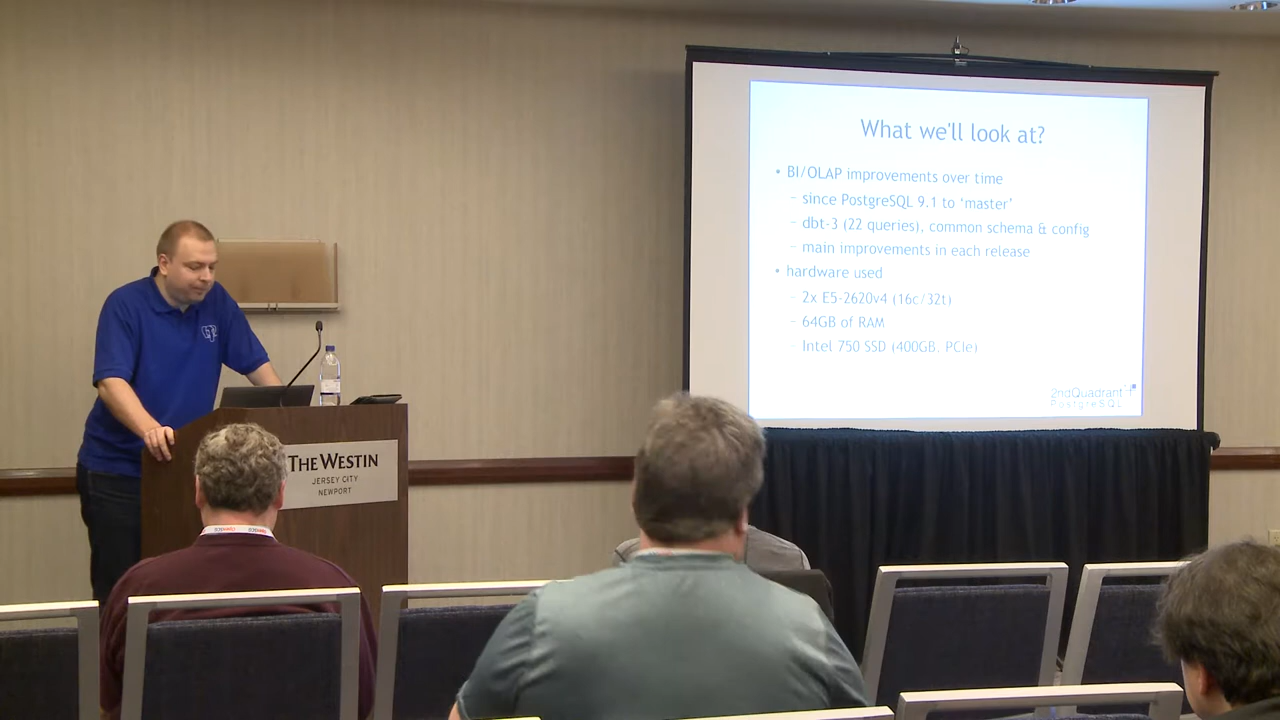 What we'll look at?
• BI/OLAP improvements over time
– since PostgreSQL 9.1 to ‘master’
– dbt-3 (22 queries), common schema & config
– main improvements in each release
• hardware used
– 2x E5-2620v4 (16c/32t)
– 64GB of RAM
– Intel 750 SSD (400GB, PCIe)
2ndQuadrant
PostgreSQL
THE WESTIN
JERSEY CITY
NEWPORT